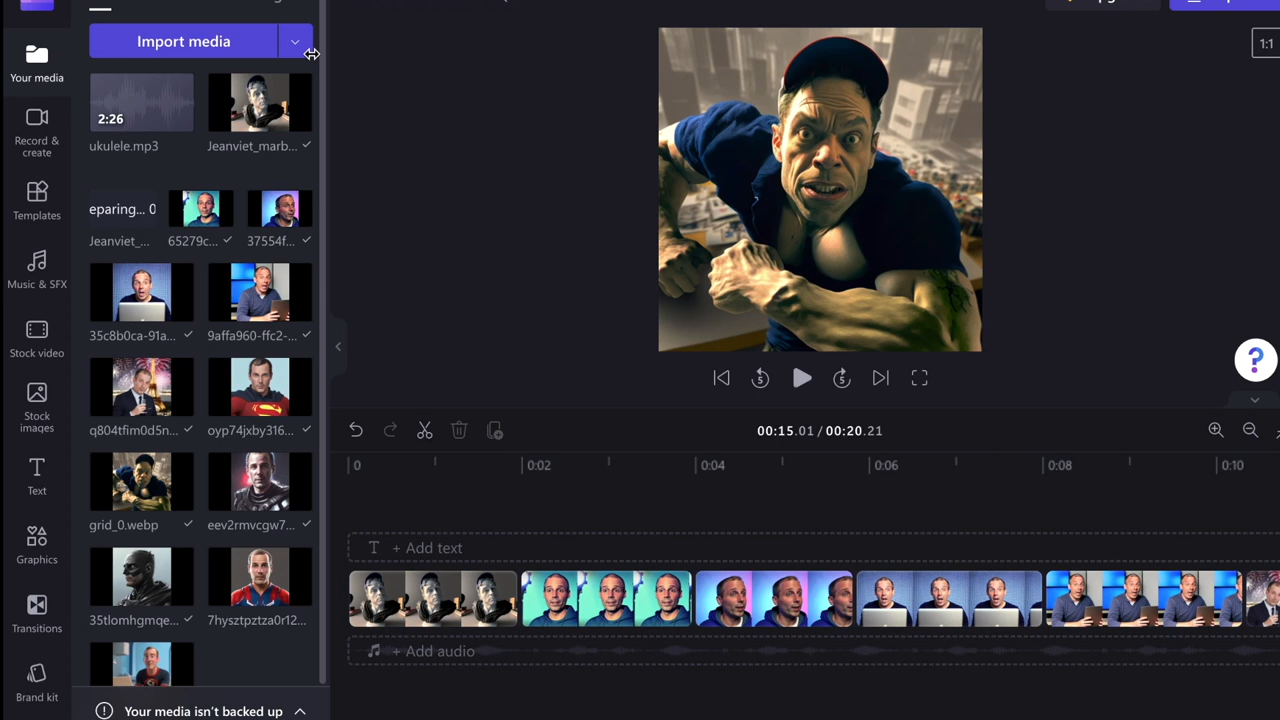 Import media
1:1
Your media
2:26
ukulele.mp3
Jeanviet_marb...
Record &
create
Templates
eparing... 0
Jeanviet_...
65279c...
37554f...
Music & SFX
35c8b0ca-91a...
9affa960-ffc2-...
Stock video
Stock
images
q804tfim0d5n...
oyp74jxby316...
5
5
?
00:15.01 / 00:20.21
0
0:02
0:04
0:06
0:08
0:10
Text
T
grid_0.webp
eev2rmvcgw7...
Graphics
T + Add text
35tlomhgmqe...
7hysztpztza0r12...
Transitions
+ Add audio
Brand kit
Your media isn't backed up